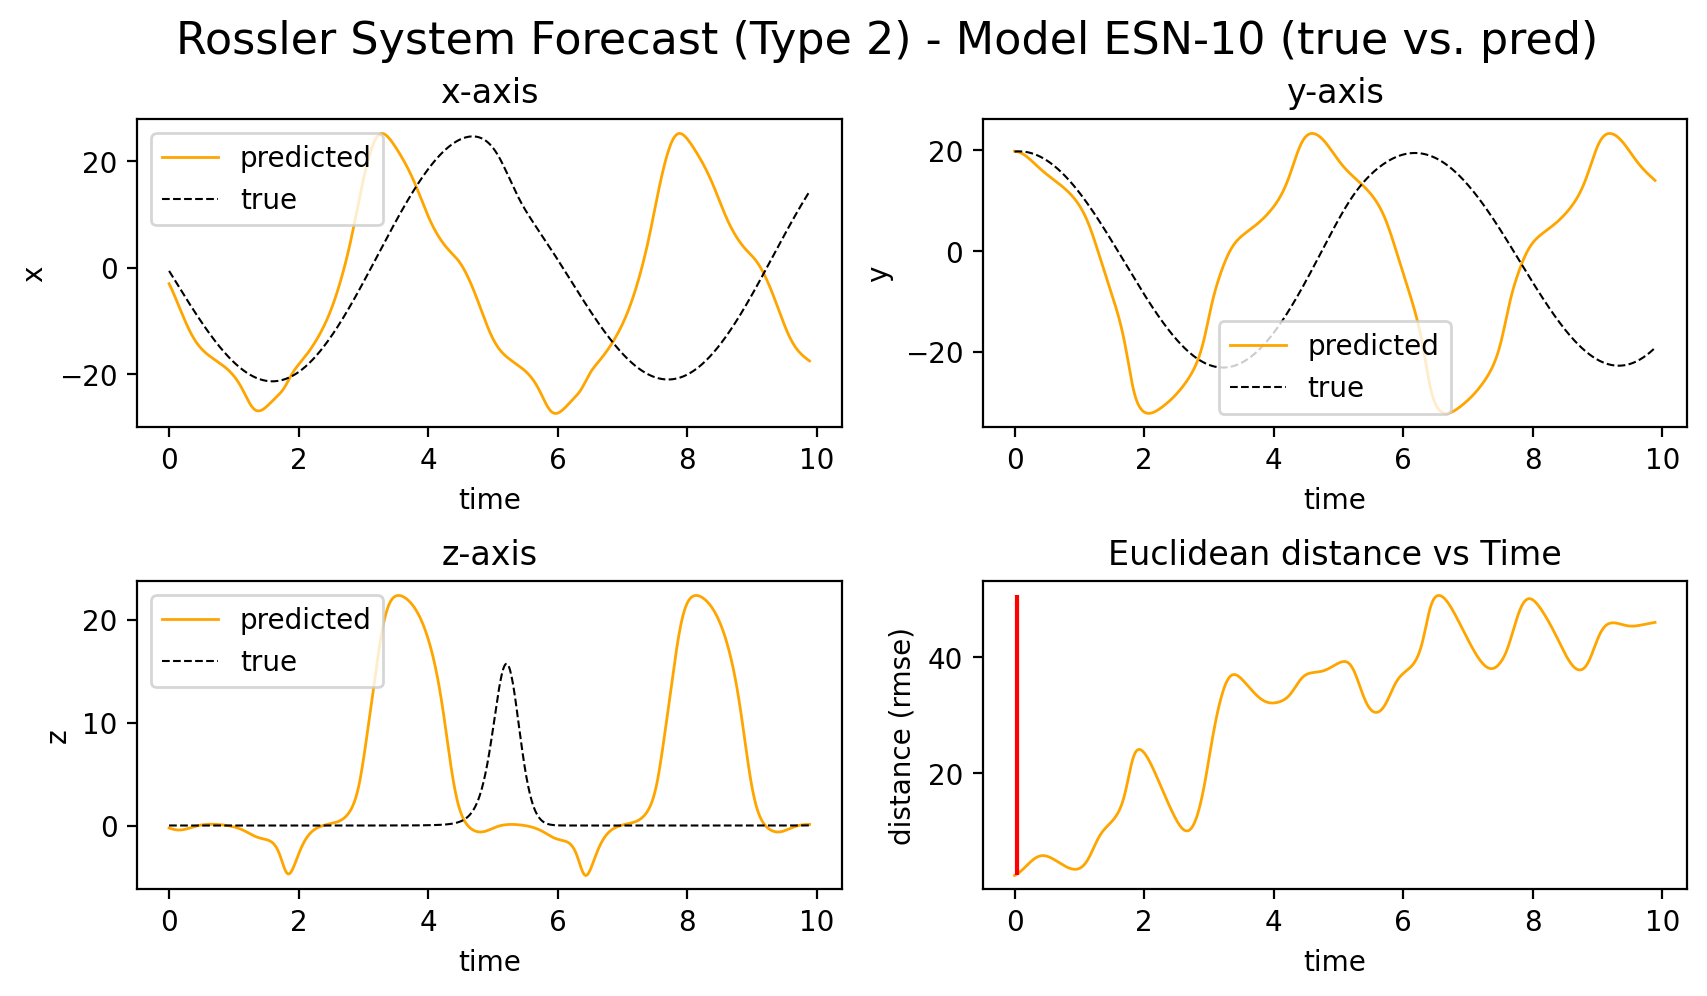 Rossler System Forecast (Type 2) - Model ESN-10 (true vs. pred)
x-axis
predicted
true
20
0
−20
x
0 2 4 6 8 10
time
y-axis
predicted
true
20
0
−20
y
0 2 4 6 8 10
time
z-axis
predicted
true
20
10
0
z
0 2 4 6 8 10
time
Euclidean distance vs Time
40
20
distance (rmse)
0 2 4 6 8 10
time